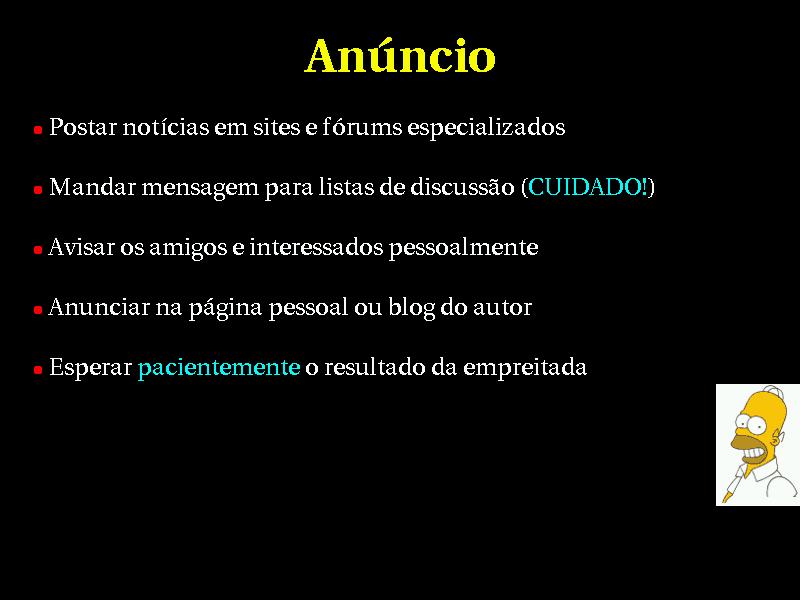 Anúncio
• Postar notícias em sites e fórums especializados
• Mandar mensagem para listas de discussão (CUIDADO!)
• Avisar os amigos e interessados pessoalmente
• Anunciar na página pessoal ou blog do autor
• Esperar pacientemente o resultado da empreitada